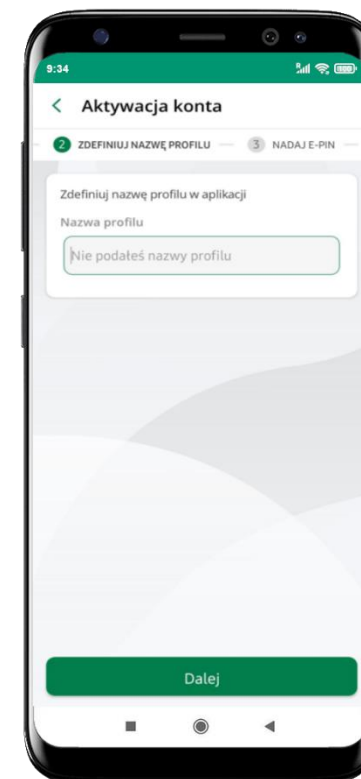 9:34
Aktywacja konta
2 ZDEFINIUJ NAZWĘ PROFILU 3 NADAJ E-PIN
Zdefiniuj nazwę profilu w aplikacji
Nazwa profilu
Nie podałeś nazwy profilu
Dalej